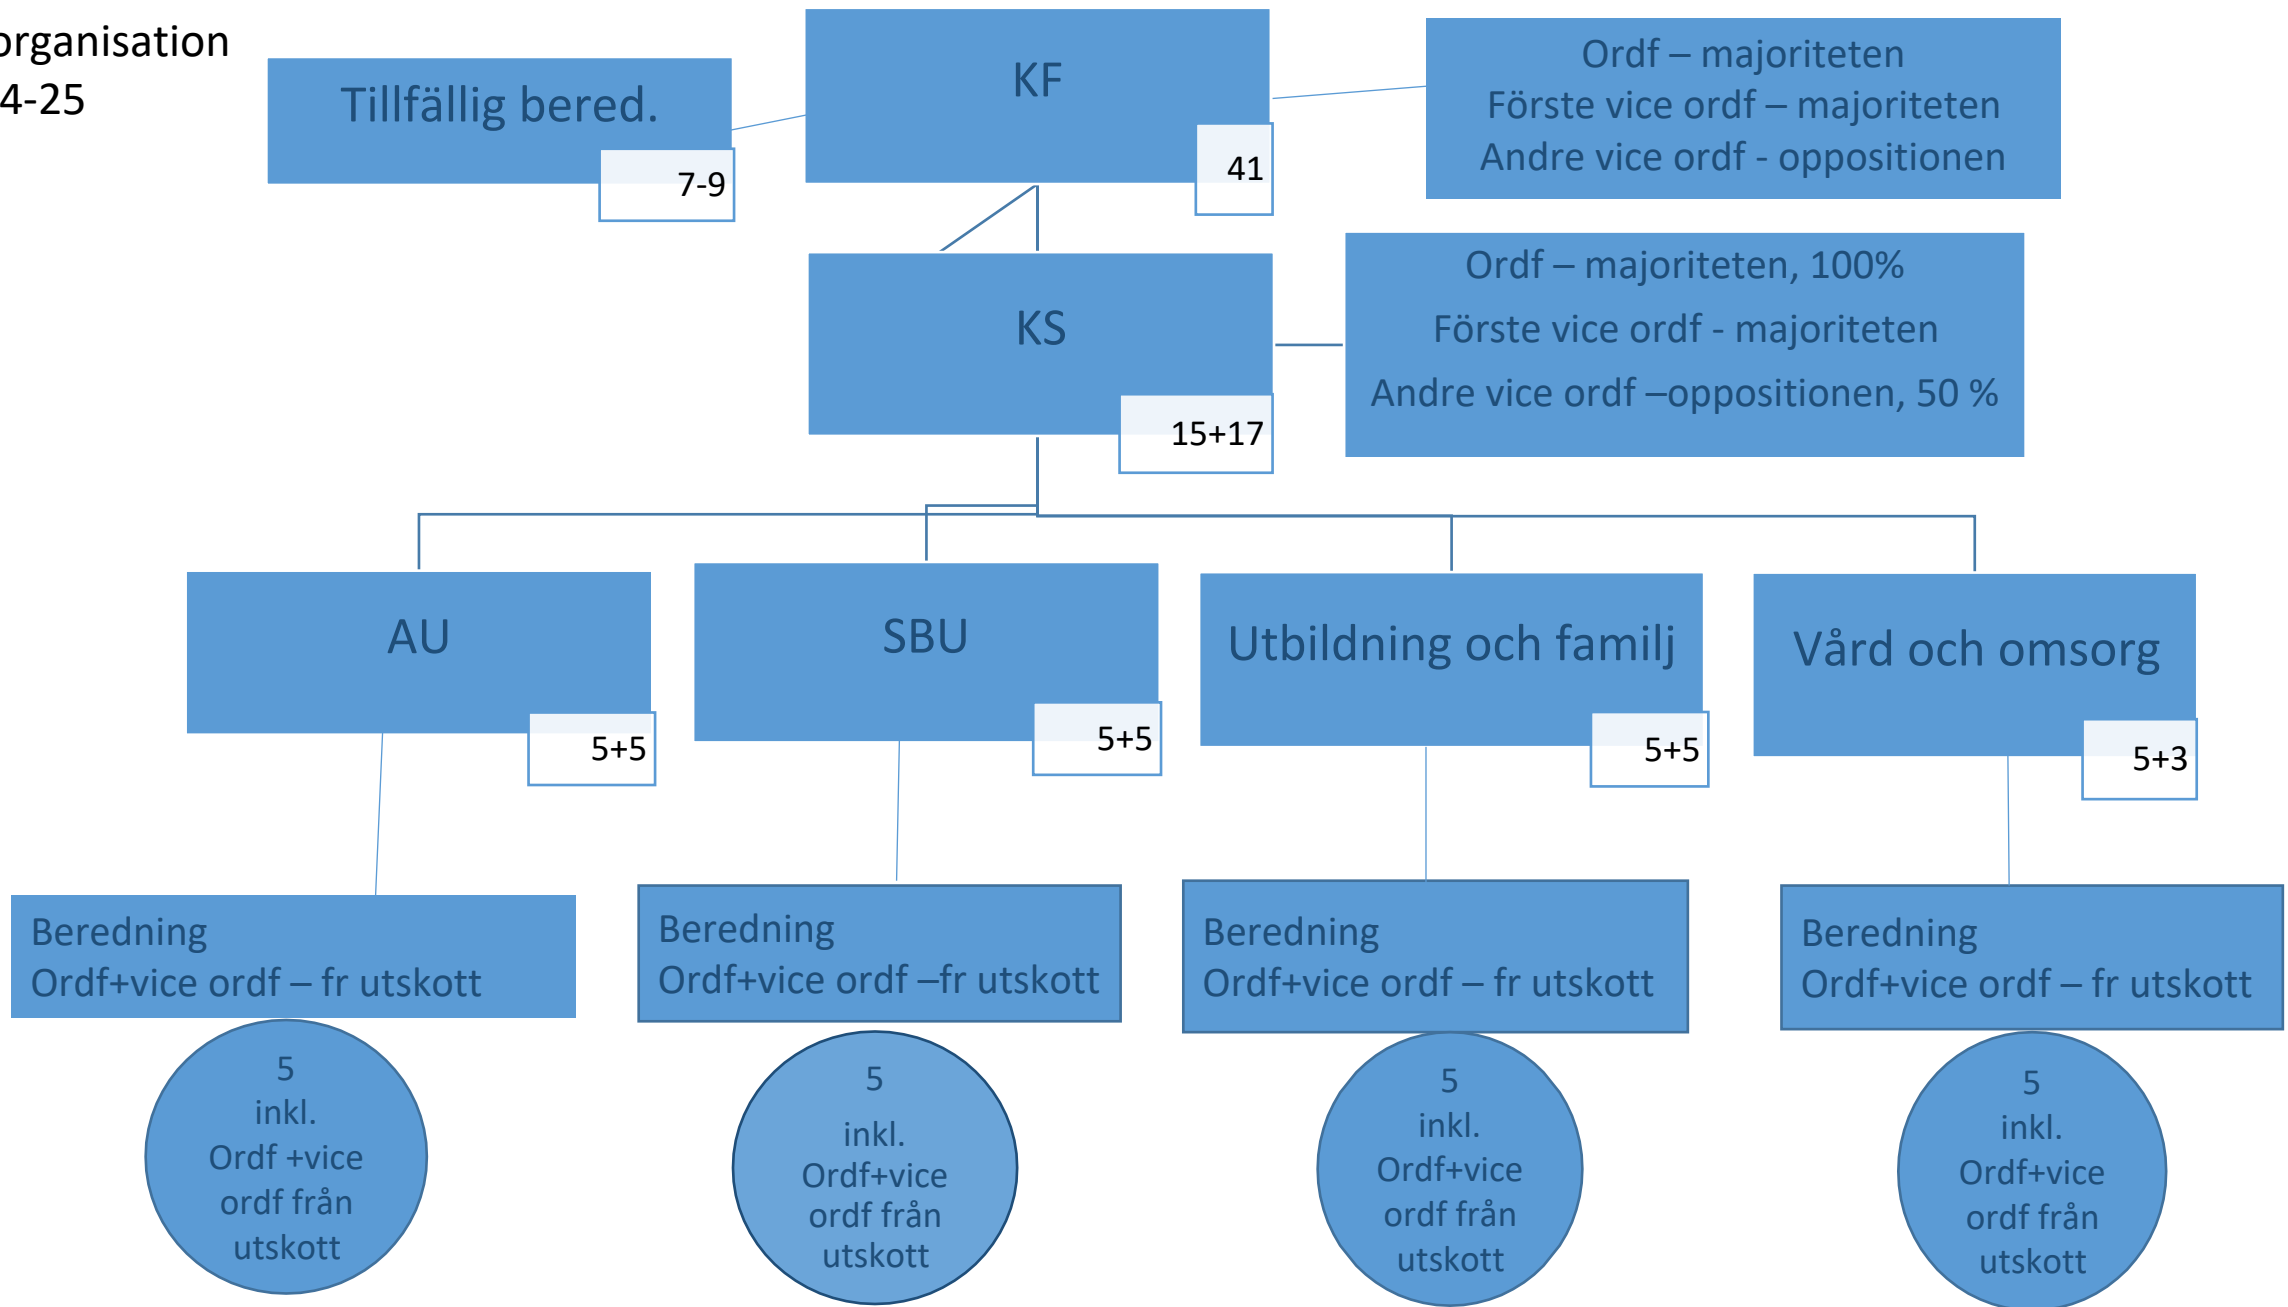 organisation
4-25
Tillfällig bered.
7-9
KF
41
Ordf – majoriteten
Förste vice ordf – majoriteten
Andre vice ordf - oppositionen
KS
15+17
Ordf – majoriteten, 100%
Förste vice ordf - majoriteten
Andre vice ordf –oppositionen, 50 %
AU
5+5
SBU
5+5
Utbildning och familj
5+5
Vård och omsorg
5+3
Beredning
Ordf+vice ordf – fr utskott
Beredning
Ordf+vice ordf –fr utskott
Beredning
Ordf+vice ordf – fr utskott
Beredning
Ordf+vice ordf – fr utskott
5
inkl.
Ordf +vice
ordf från
utskott
5
inkl.
Ordf+vice
ordf från
utskott
5
inkl.
Ordf+vice
ordf från
utskott
5
inkl.
Ordf+vice
ordf från
utskott